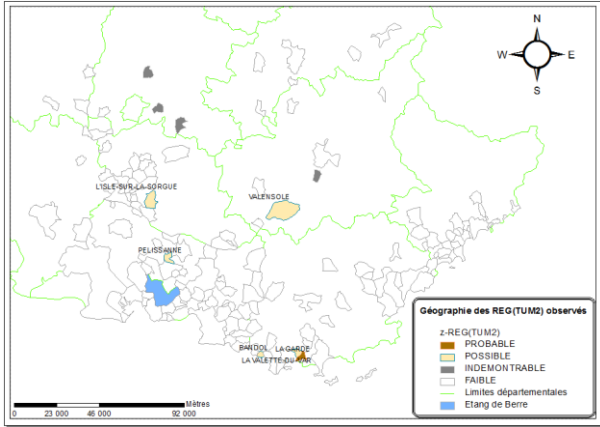 N
W E
S
L'ISLE-SUR-LA-SORGUE
VALENSOLE
PELISSANNE
BANDOL LA GARDE
LA VALETTE-DU-VAR
Géographie des REG(TUM2) observés
z-REG(TUM2)
PROBABLE
POSSIBLE
INDEMONTRABLE
FAIBLE
Limites départementales
Etang de Berre
Mètres
0 23 000 46 000 92 000